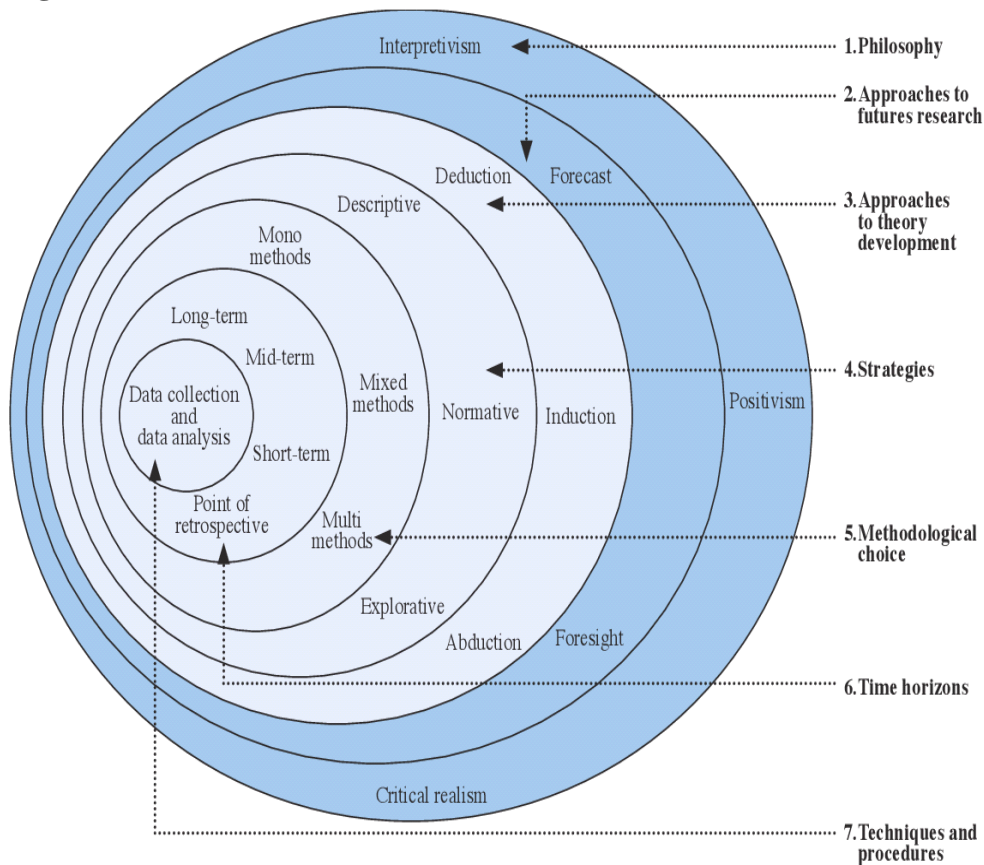 Interpretivism
1.Philosophy
2.Approaches to
futures research
Deduction
Forecast
3.Approaches
to theory
development
Descriptive
Mono
methods
Long-term
Mid-term
4.Strategies
Data collection
and
data analysis
Mixed
methods
Normative
Induction
Positivism
Short-term
Point of
retrospective
Multi
methods
5.Methodological
choice
Explorative
Abduction
Foresight
6.Time horizons
Critical realism
7.Techniques and
procedures